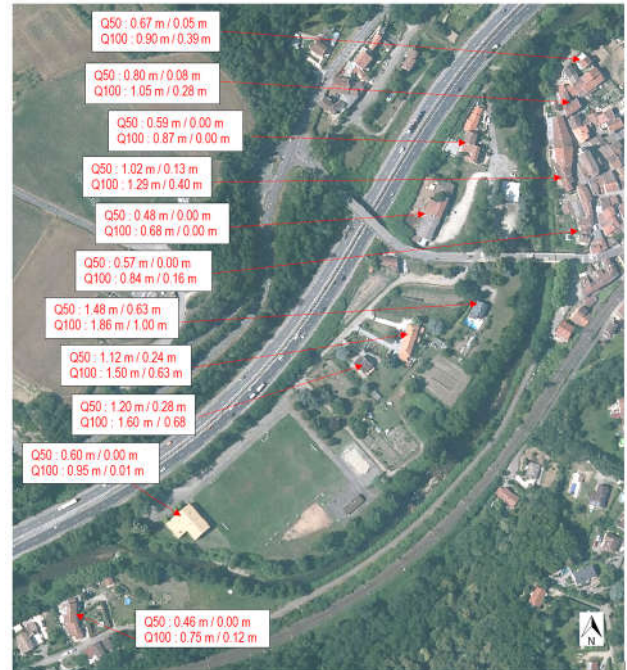 Q50 : 0.67 m / 0.05 m
Q100 : 0.90 m / 0.39 m
Q50 : 0.80 m / 0.08 m
Q100 : 1.05 m / 0.28 m
Q50 : 0.59 m / 0.00 m
Q100 : 0.87 m / 0.00 m
Q50 : 1.02 m / 0.13 m
Q100 : 1.29 m / 0.40 m
Q50 : 0.48 m / 0.00 m
Q100 : 0.68 m / 0.00 m
Q50 : 0.57 m / 0.00 m
Q100 : 0.84 m / 0.16 m
Q50 : 1.48 m / 0.63 m
Q100 : 1.86 m / 1.00 m
Q50 : 1.12 m / 0.24 m
Q100 : 1.50 m / 0.63 m
Q50 : 1.20 m / 0.28 m
Q100 : 1.60 m / 0.68
Q50 : 0.60 m / 0.00 m
Q100 : 0.95 m / 0.01 m
Q50 : 0.46 m / 0.00 m
Q100 : 0.75 m / 0.12 m
N